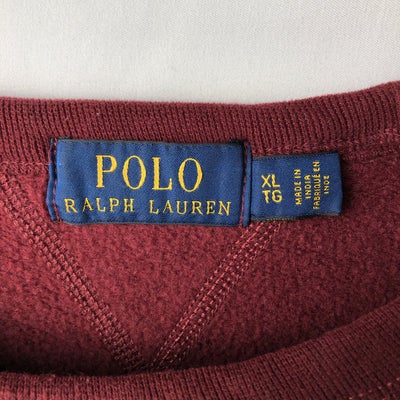 POLO
RALPH LAUREN
XL
TG
MADE IN
INDIA
FABRIQUÉ EN
INDE